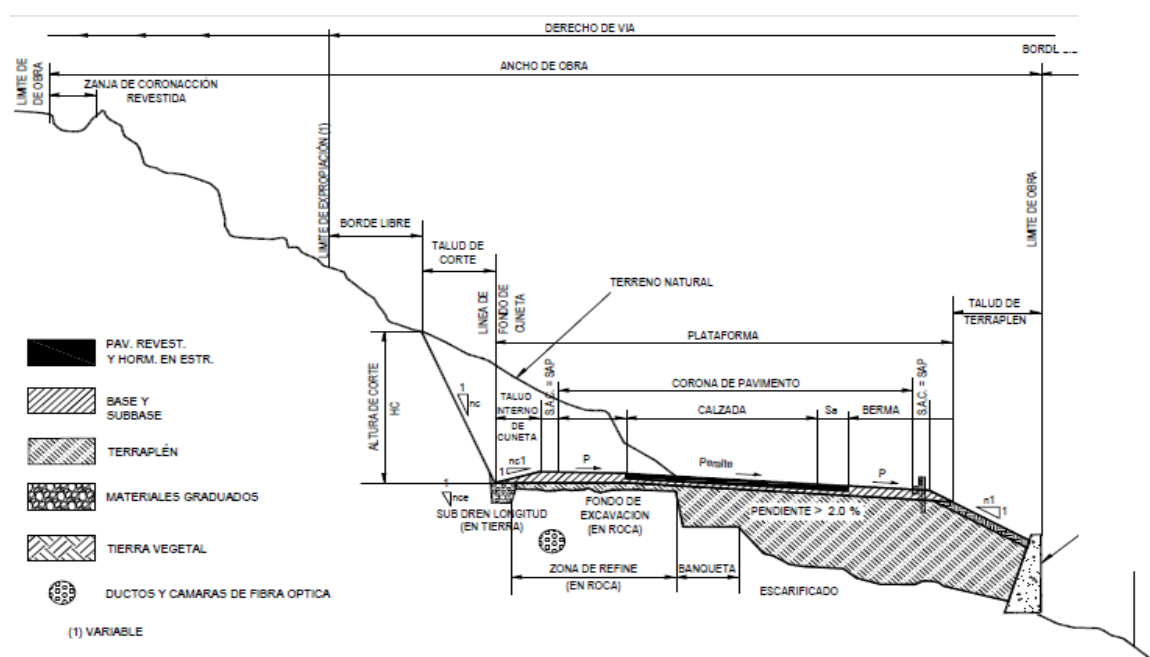 DERECHO DE VIA
ANCHO DE OBRA
LIMITE DE
DE OBRA
ZANJA DE CORONACCIÓN
REVESTIDA
LIMITE DE EXPROPIACIÓN (1)
BORDE LIBRE
TALUD DE
CORTE
LINEA DE
FONDO DE
CUNETA
TERRENO NATURAL
LIMITE DE OBRA
TALUD DE
TERRAPLEN
PLATAFORMA
CORONA DE PAVIMENTO
S.A.C. = SAP
S.A.C. = SAP
TALUD
INTERNO
DE
CUNETA
CALZADA
Sa
BERMA
ALTURA DE CORTE
HC
1
nc
nc1
1
P
Peralte
P
n1
1
1
nce
SUB DREN LONGITUD
(EN TIERRA)
FONDO DE
EXCAVACION
(EN ROCA)
PENDIENTE > 2.0 %
ZONA DE REFINE
(EN ROCA)
BANQUETA
ESCARIFICADO
PAV. REVEST.
Y HORM. EN ESTR.
BASE Y
SUBBASE
TERRAPLÉN
MATERIALES GRADUADOS
TIERRA VEGETAL
DUCTOS Y CAMARAS DE FIBRA OPTICA
(1) VARIABLE